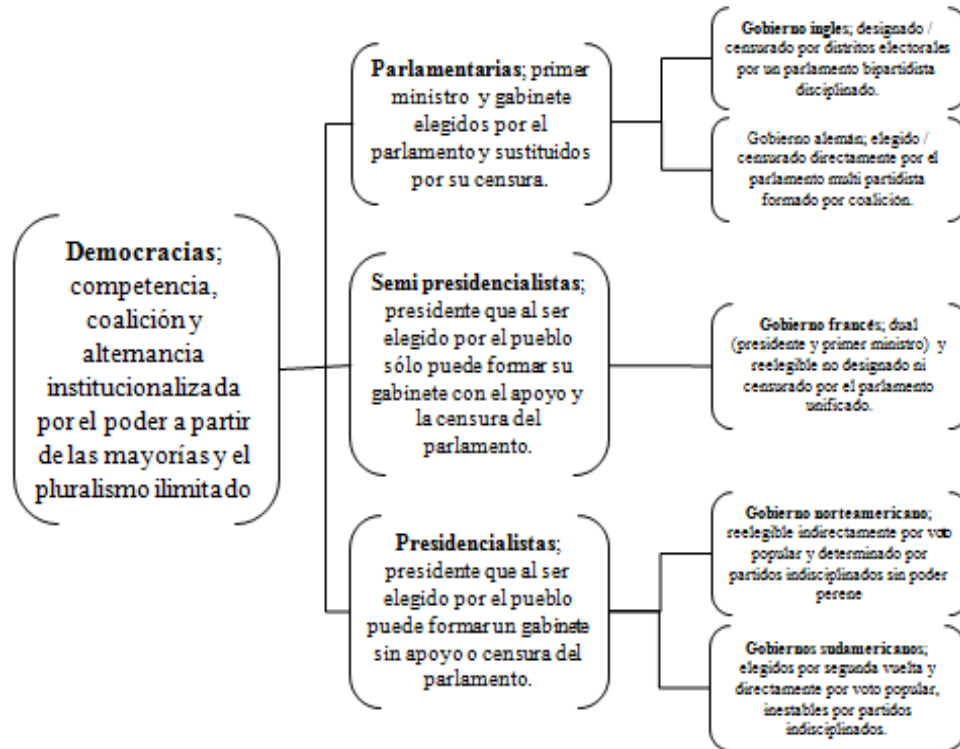 Democracias;
competencia,
coalición y
alternancia
institucionalizada
por el poder a partir
de las mayorías y el
pluralismo ilimitado
Parlamentarias; primer
ministro y gabinete
elegidos por el
parlamento y sustituidos
por su censura.
Gobierno ingles; designado /
censurado por distritos electorales
por un parlamento bipartidista
disciplinado.
Gobierno alemán; elegido /
censurado directamente por el
parlamento multi partidista
formado por coalición.
Semi presidencialistas;
presidente que al ser
elegido por el pueblo
sólo puede formar su
gabinete con el apoyo y
la censura del
parlamento.
Gobierno francés; dual
(presidente y primer ministro) y
reelegible no designado ni
censurado por el parlamento
unificado.
Presidencialistas;
presidente que al ser
elegido por el pueblo
puede formar un gabinete
sin apoyo o censura del
parlamento.
Gobierno norteamericano;
reelegible indirectamente por voto
popular y determinado por
partidos indisciplinados sin poder
perene
Gobiernos sudamericanos;
elegidos por segunda vuelta y
directamente por voto popular,
inestables por partidos
indisciplinados.